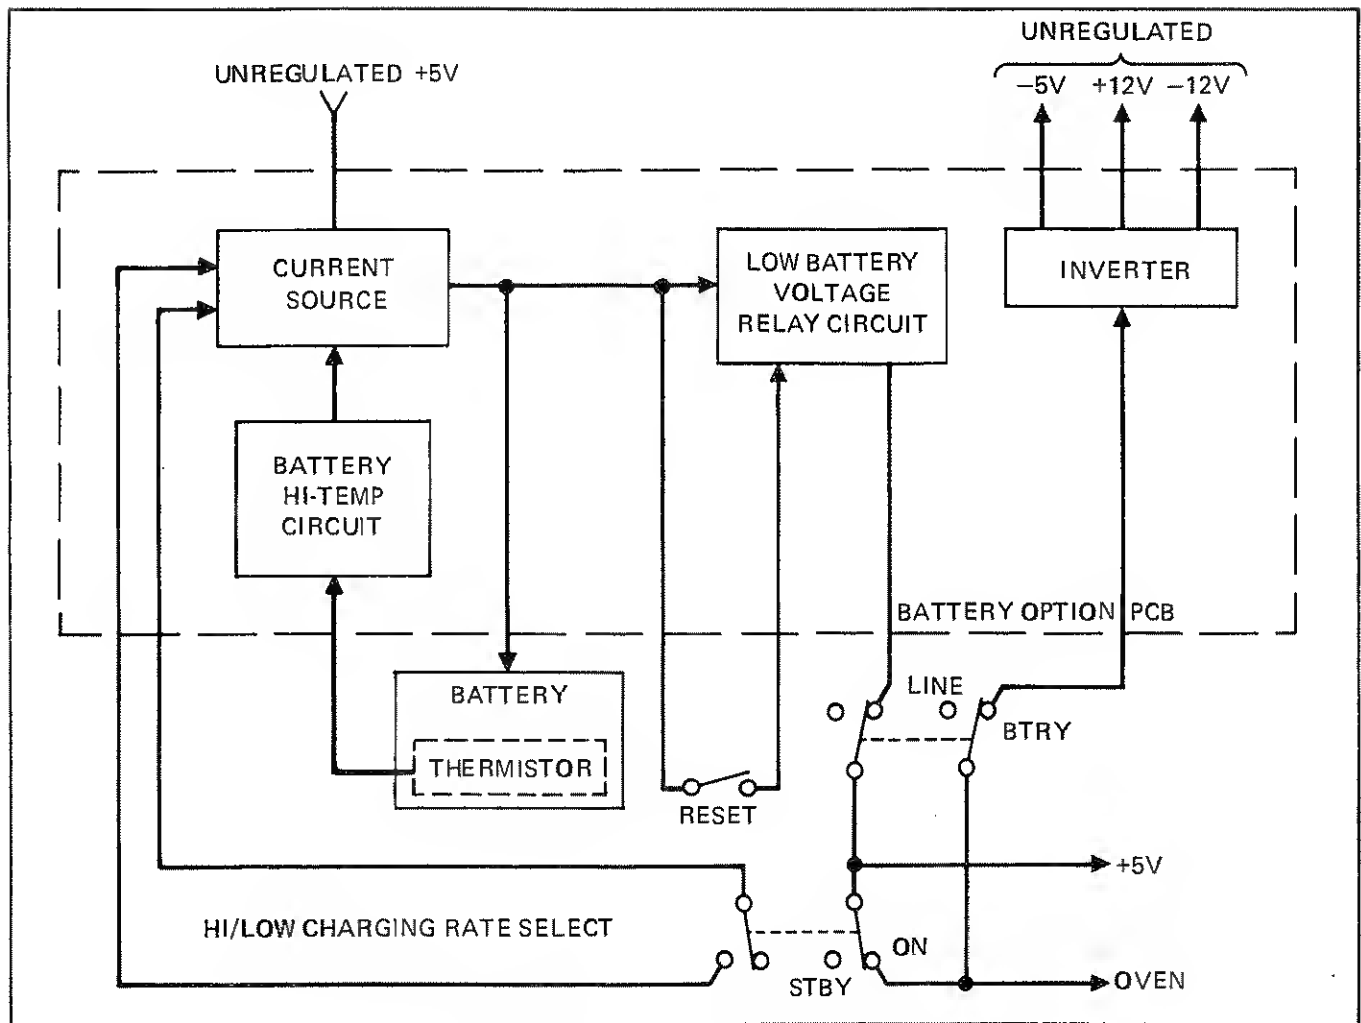 UNREGULATED
UNREGULATED +5V
−5V +12V −12V
CURRENT
SOURCE
LOW BATTERY
VOLTAGE
RELAY CIRCUIT
INVERTER
BATTERY
HI-TEMP
CIRCUIT
BATTERY OPTION PCB
BATTERY
THERMISTOR
LINE
BTRY
RESET
+5V
HI/LOW CHARGING RATE SELECT
ON
STBY
OVEN